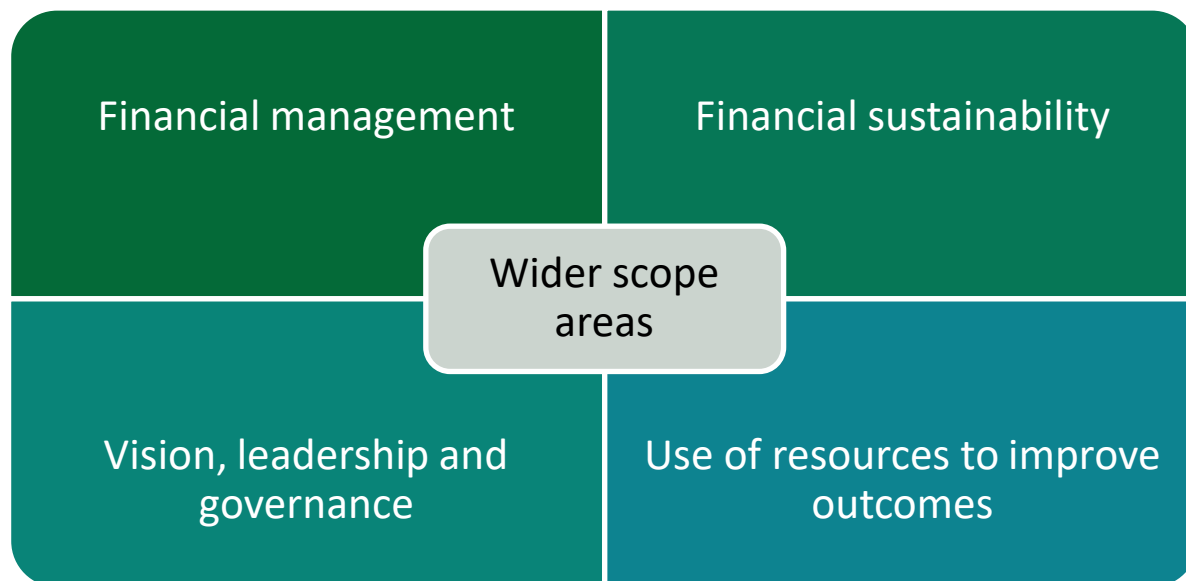 Financial management
Financial sustainability
Wider scope
areas
Vision, leadership and
governance
Use of resources to improve
outcomes